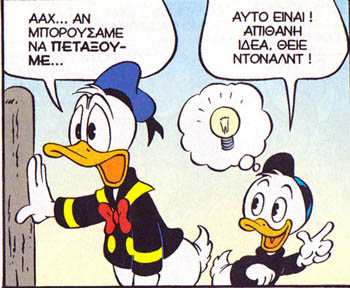 ΑΑΧ... ΑΝ
ΜΠΟΡΟΥΣΑΜΕ
ΝΑ ΠΕΤΑΞΟΥ-
ΜΕ...
ΑΥΤΟ ΕΙΝΑΙ !
ΑΠΙΘΑΝΗ
ΙΔΕΑ, ΘΕΙΕ
ΝΤΟΝΑΛΝΤ !